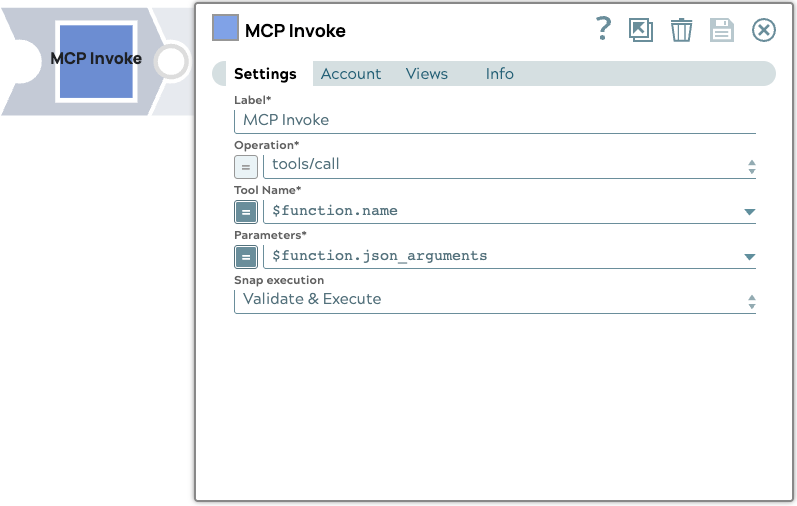 MCP Invoke
MCP Invoke
?
Settings Account Views Info
Label*
MCP Invoke
Operation*
= tools/call
Tool Name*
= $function.name
Parameters*
= $function.json_arguments
Snap execution
Validate & Execute